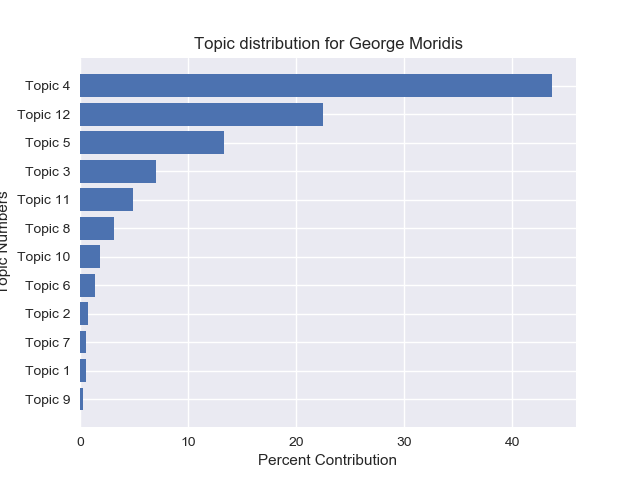 Topic distribution for George Moridis
Topic Numbers
Topic 4
Topic 12
Topic 5
Topic 3
Topic 11
Topic 8
Topic 10
Topic 6
Topic 2
Topic 7
Topic 1
Topic 9
0 10 20 30 40
Percent Contribution